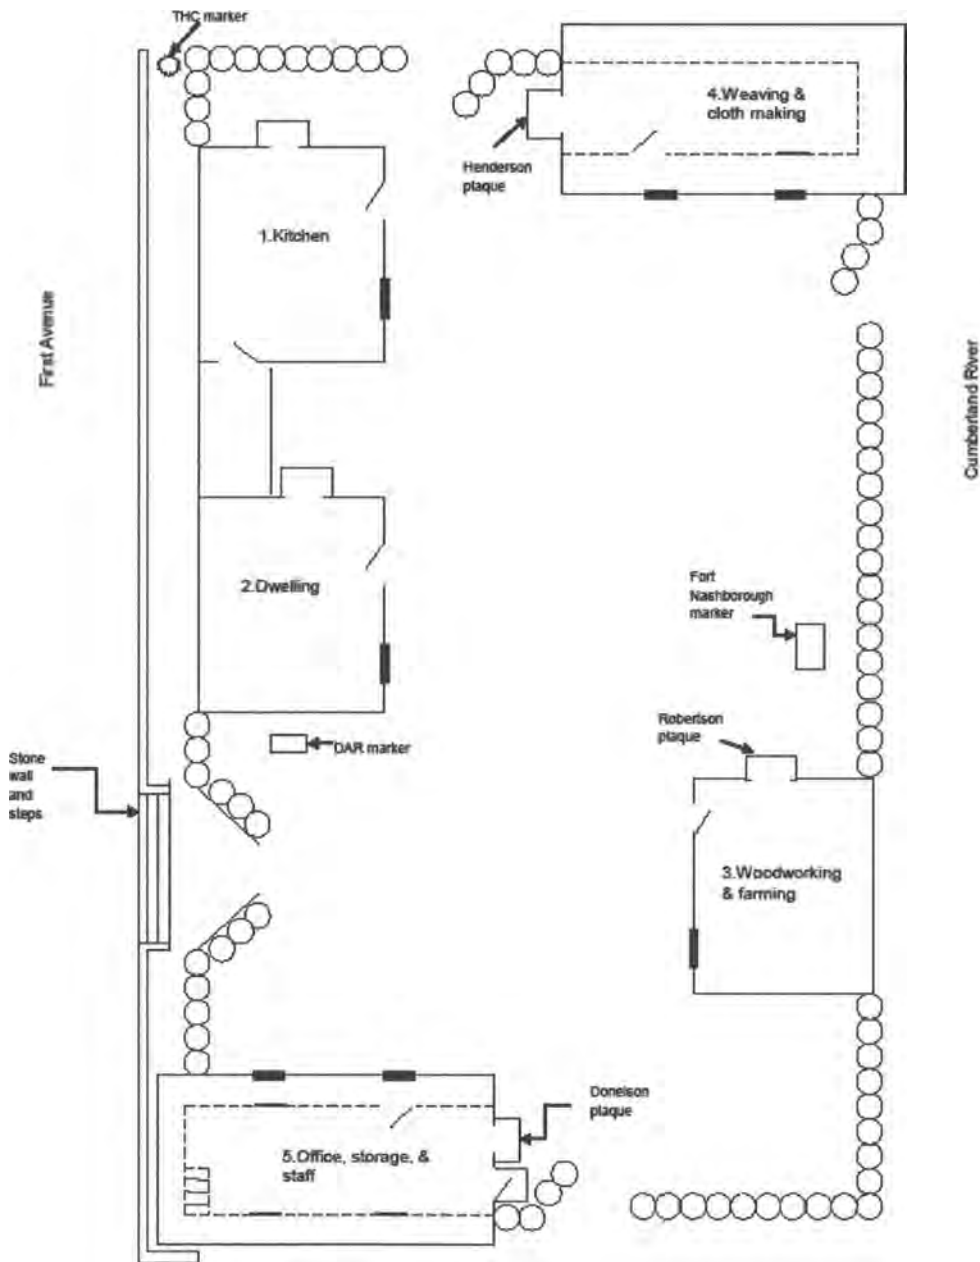 THC marker
4.Weaving &
cloth making
Henderson
plaque
1.Kitchen
First Avenue
Cumberland River
2.Dwelling
Fort
Nashborough
marker
Robertson
plaque
DAR marker
Stone
wall
and
steps
3.Woodworking
& farming
Donelson
plaque
5.Office, storage, &
staff